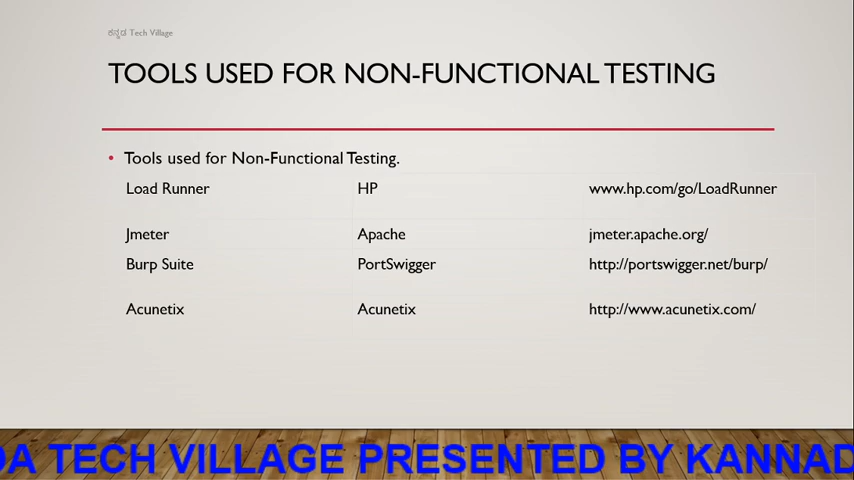 ಕನ್ನಡ Tech Village
TOOLS USED FOR NON-FUNCTIONAL TESTING
• Tools used for Non-Functional Testing.
Load Runner HP www.hp.com/go/LoadRunner
Jmeter Apache jmeter.apache.org/
Burp Suite PortSwigger http://portswigger.net/burp/
Acunetix Acunetix http://www.acunetix.com/
DA TECH VILLAGE PRESENTED BY KANNAD